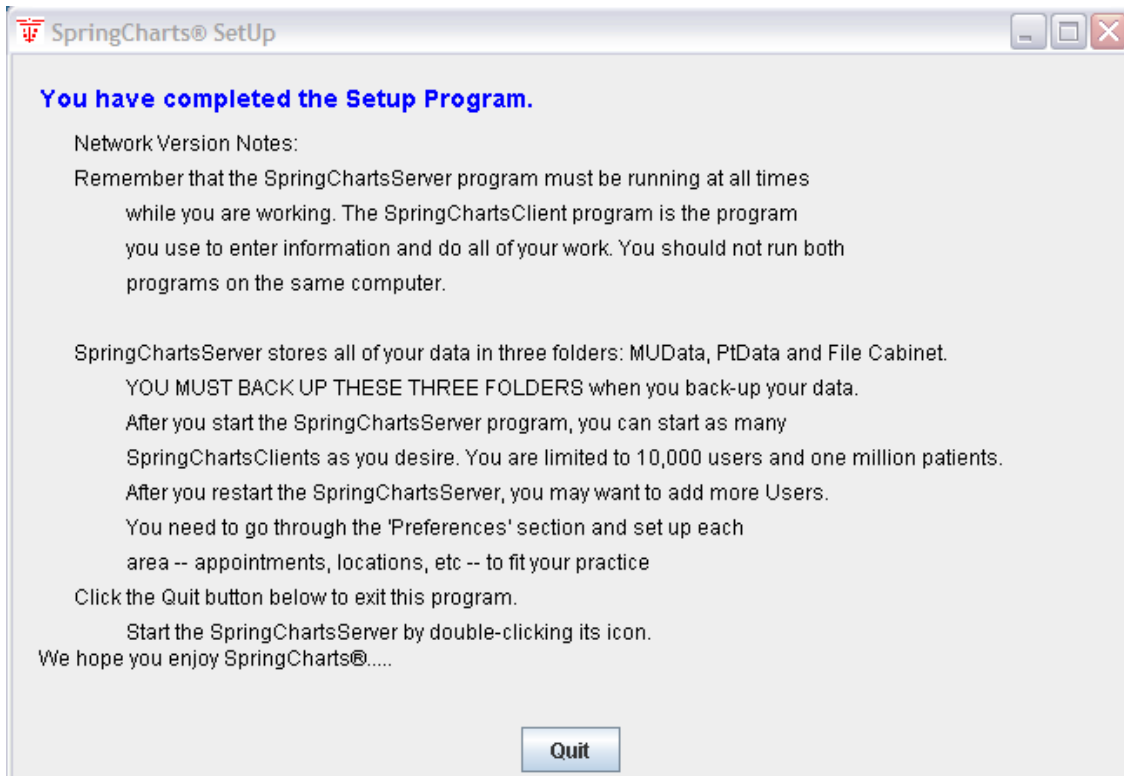 SpringCharts® SetUp
You have completed the Setup Program.
Network Version Notes:
Remember that the SpringChartsServer program must be running at all times
while you are working. The SpringChartsClient program is the program
you use to enter information and do all of your work. You should not run both
programs on the same computer.
SpringChartsServer stores all of your data in three folders: MUData, PtData and File Cabinet.
YOU MUST BACK UP THESE THREE FOLDERS when you back-up your data.
After you start the SpringChartsServer program, you can start as many
SpringChartsClients as you desire. You are limited to 10,000 users and one million patients.
After you restart the SpringChartsServer, you may want to add more Users.
You need to go through the 'Preferences' section and set up each
area -- appointments, locations, etc -- to fit your practice
Click the Quit button below to exit this program.
Start the SpringChartsServer by double-clicking its icon.
We hope you enjoy SpringCharts®.....
Quit